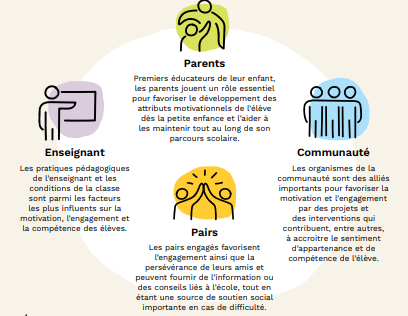 Parents
Premiers éducateurs de leur enfant,
les parents jouent un rôle essentiel
pour favoriser le développement des
attributs motivationnels de l'élève
dès la petite enfance et l'aider à
les maintenir tout au long de son
parcours scolaire.
Enseignant
Les pratiques pédagogiques
de l'enseignant et les
conditions de la classe
sont parmi les facteurs
les plus influents sur la
motivation, l'engagement et
la compétence des élèves.
Communauté
Les organismes de la
communauté sont des alliés
importants pour favoriser la
motivation et l'engagement
par des projets et
des interventions qui
contribuent, entre autres,
à accroitre le sentiment
d'appartenance et de
compétence de l'élève.
Pairs
Les pairs engagés favorisent
l'engagement ainsi que la
persévérance de leurs amis et
peuvent fournir de l'information ou
des conseils liés à l'école, tout en
étant une source de soutien social
importante en cas de difficulté.